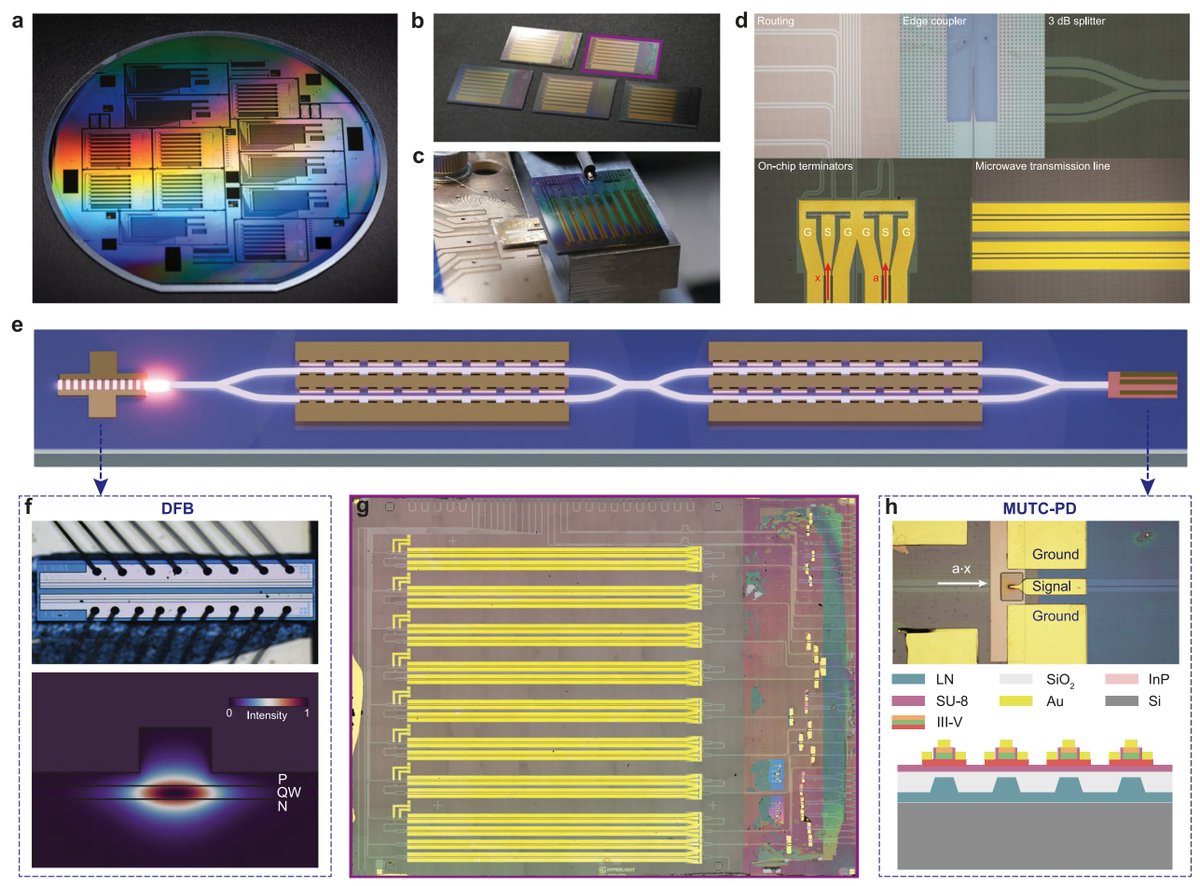 a
b
c
d
Routing
Edge coupler
3 dB splitter
On-chip terminators
Microwave transmission line
G S G G S G
x
a
e
f
DFB
0
Intensity
1
P
QW
N
g
HYPERLIGHT
h
MUTC-PD
a·x
Ground
Signal
Ground
LN
SiO₂
InP
SU-8
Au
Si
III-V